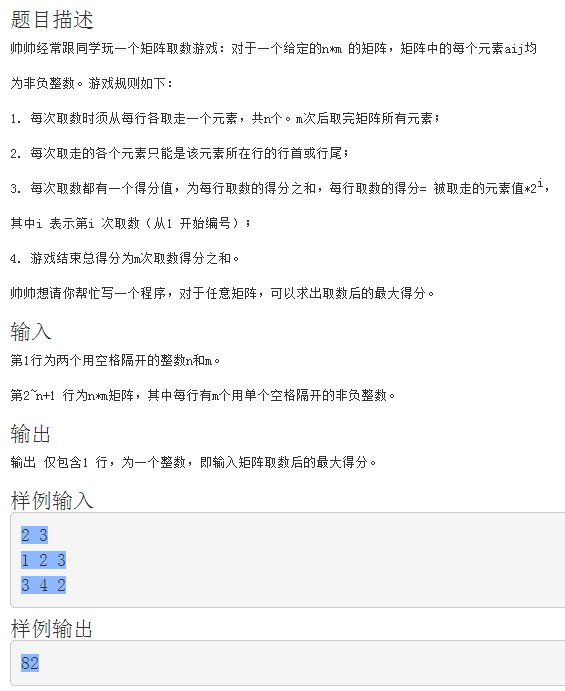 题目描述
帅帅经常跟同学玩一个矩阵取数游戏：对于一个给定的n*m 的矩阵，矩阵中的每个元素aij均
为非负整数。游戏规则如下：
1. 每次取数时须从每行各取走一个元素，共n个。m次后取完矩阵所有元素；
2. 每次取走的各个元素只能是该元素所在行的行首或行尾；
3. 每次取数都有一个得分值，为每行取数的得分之和，每行取数的得分= 被取走的元素值*2^i，
其中i 表示第i 次取数（从1 开始编号）；
4. 游戏结束总得分为m次取数得分之和。
帅帅想请你帮忙写一个程序，对于任意矩阵，可以求出取数后的最大得分。
输入
第1行为两个用空格隔开的整数n和m。
第2~n+1 行为n*m矩阵，其中每行有m个用单个空格隔开的非负整数。
输出
输出 仅包含1 行，为一个整数，即输入矩阵取数后的最大得分。
样例输入
2 3
1 2 3
3 4 2
样例输出
82